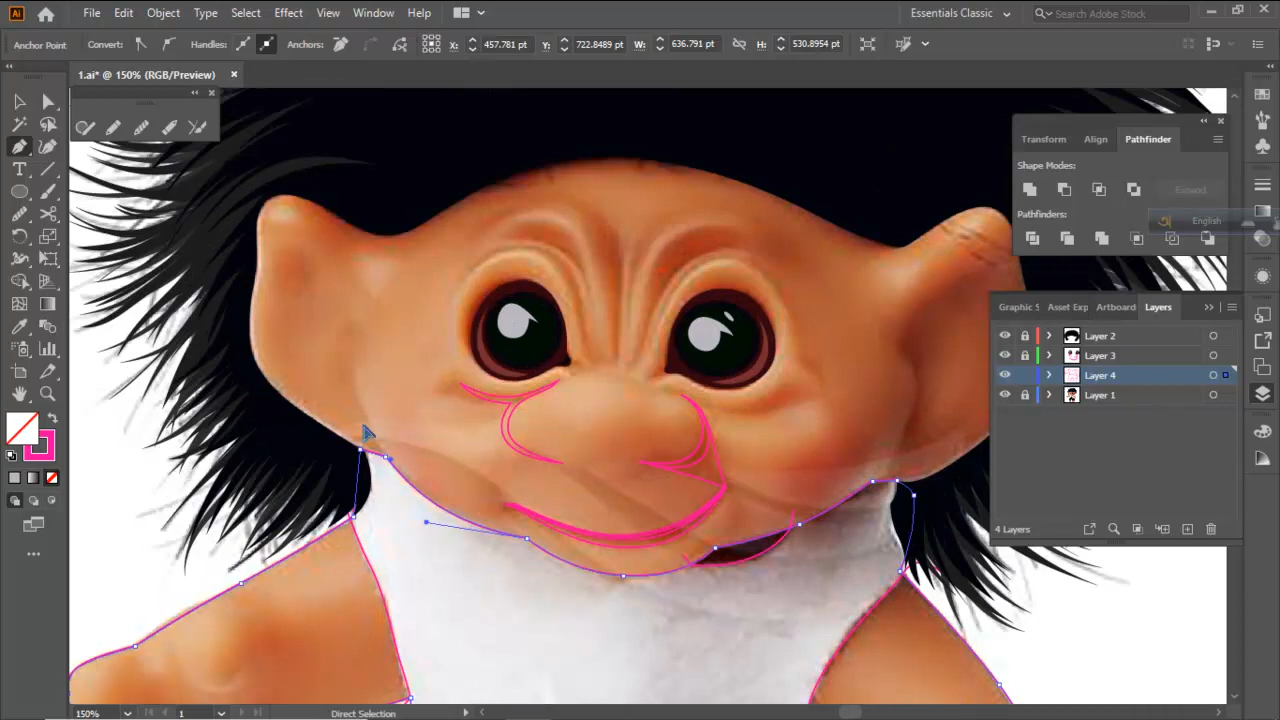 Ai File Edit Object Type Select Effect View Window Help Essentials Classic Search Adobe Stock
Anchor Point Convert: Handles: Anchors: X: 457.781 pt Y: 722.8489 pt W: 636.791 pt H: 530.8954 pt
1.ai* @ 150% (RGB/Preview)
Transform Align Pathfinder
Shape Modes:
Expand
Pathfinders:
English
Graphic S Asset Exp Artboard Layers
Layer 2
Layer 3
Layer 4
Layer 1
4 Layers
150% 1 Direct Selection